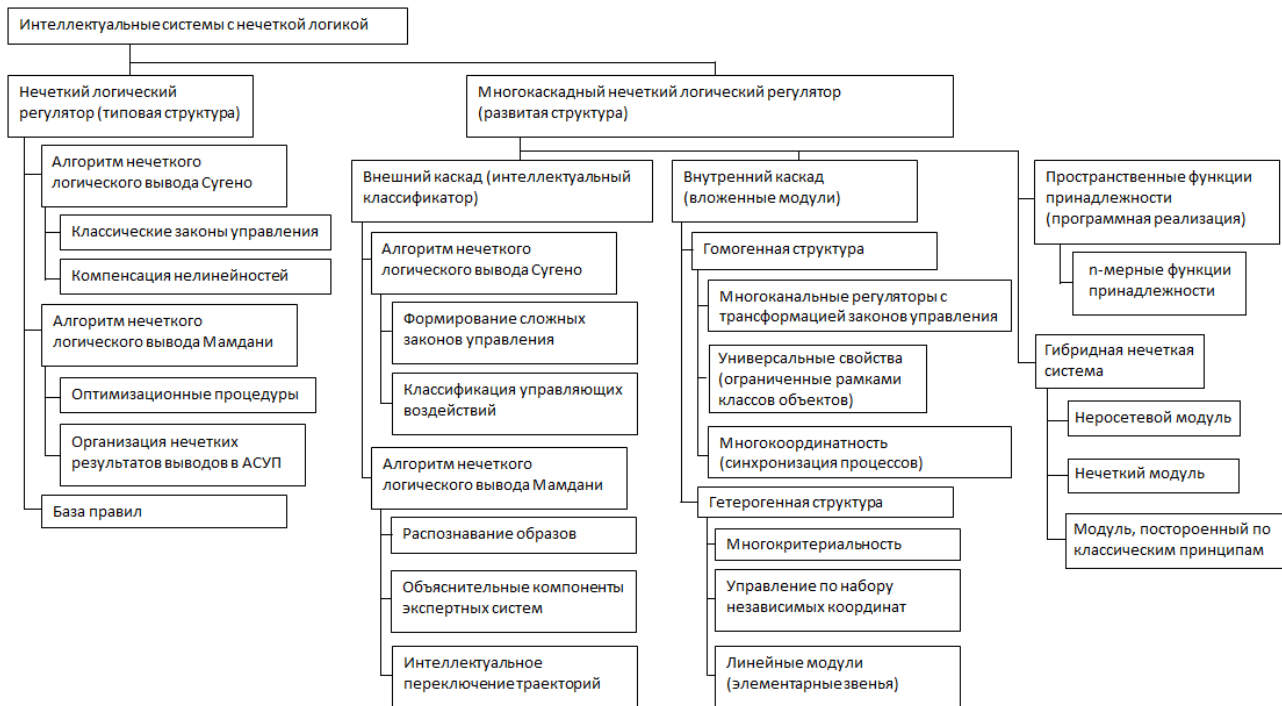 Интеллектуальные системы с нечеткой логикой
Нечеткий логический
регулятор (типовая структура)
Алгоритм нечеткого
логического вывода Сугено
Классические законы управления
Компенсация нелинейностей
Алгоритм нечеткого
логического вывода Мамдани
Оптимизационные процедуры
Организация нечетких
результатов выводов в АСУП
База правил
Многокаскадный нечеткий логический регулятор
(развитая структура)
Внешний каскад (интеллектуальный
классификатор)
Алгоритм нечеткого
логического вывода Сугено
Формирование сложных
законов управления
Классификация управляющих
воздействий
Алгоритм нечеткого
логического вывода Мамдани
Распознавание образов
Объяснительные компоненты
экспертных систем
Интеллектуальное
переключение траекторий
Внутренний каскад
(вложенные модули)
Гомогенная структура
Многоканальные регуляторы с
трансформацией законов управления
Универсальные свойства
(ограниченные рамками
классов объектов)
Многокоординатность
(синхронизация процессов)
Гетерогенная структура
Многокритериальность
Управление по набору
независимых координат
Линейные модули
(элементарные звенья)
Пространственные функции
принадлежности
(программная реализация)
n-мерные функции
принадлежности
Гибридная нечеткая
система
Неросетевой модуль
Нечеткий модуль
Модуль, постороенный по
классическим принципам